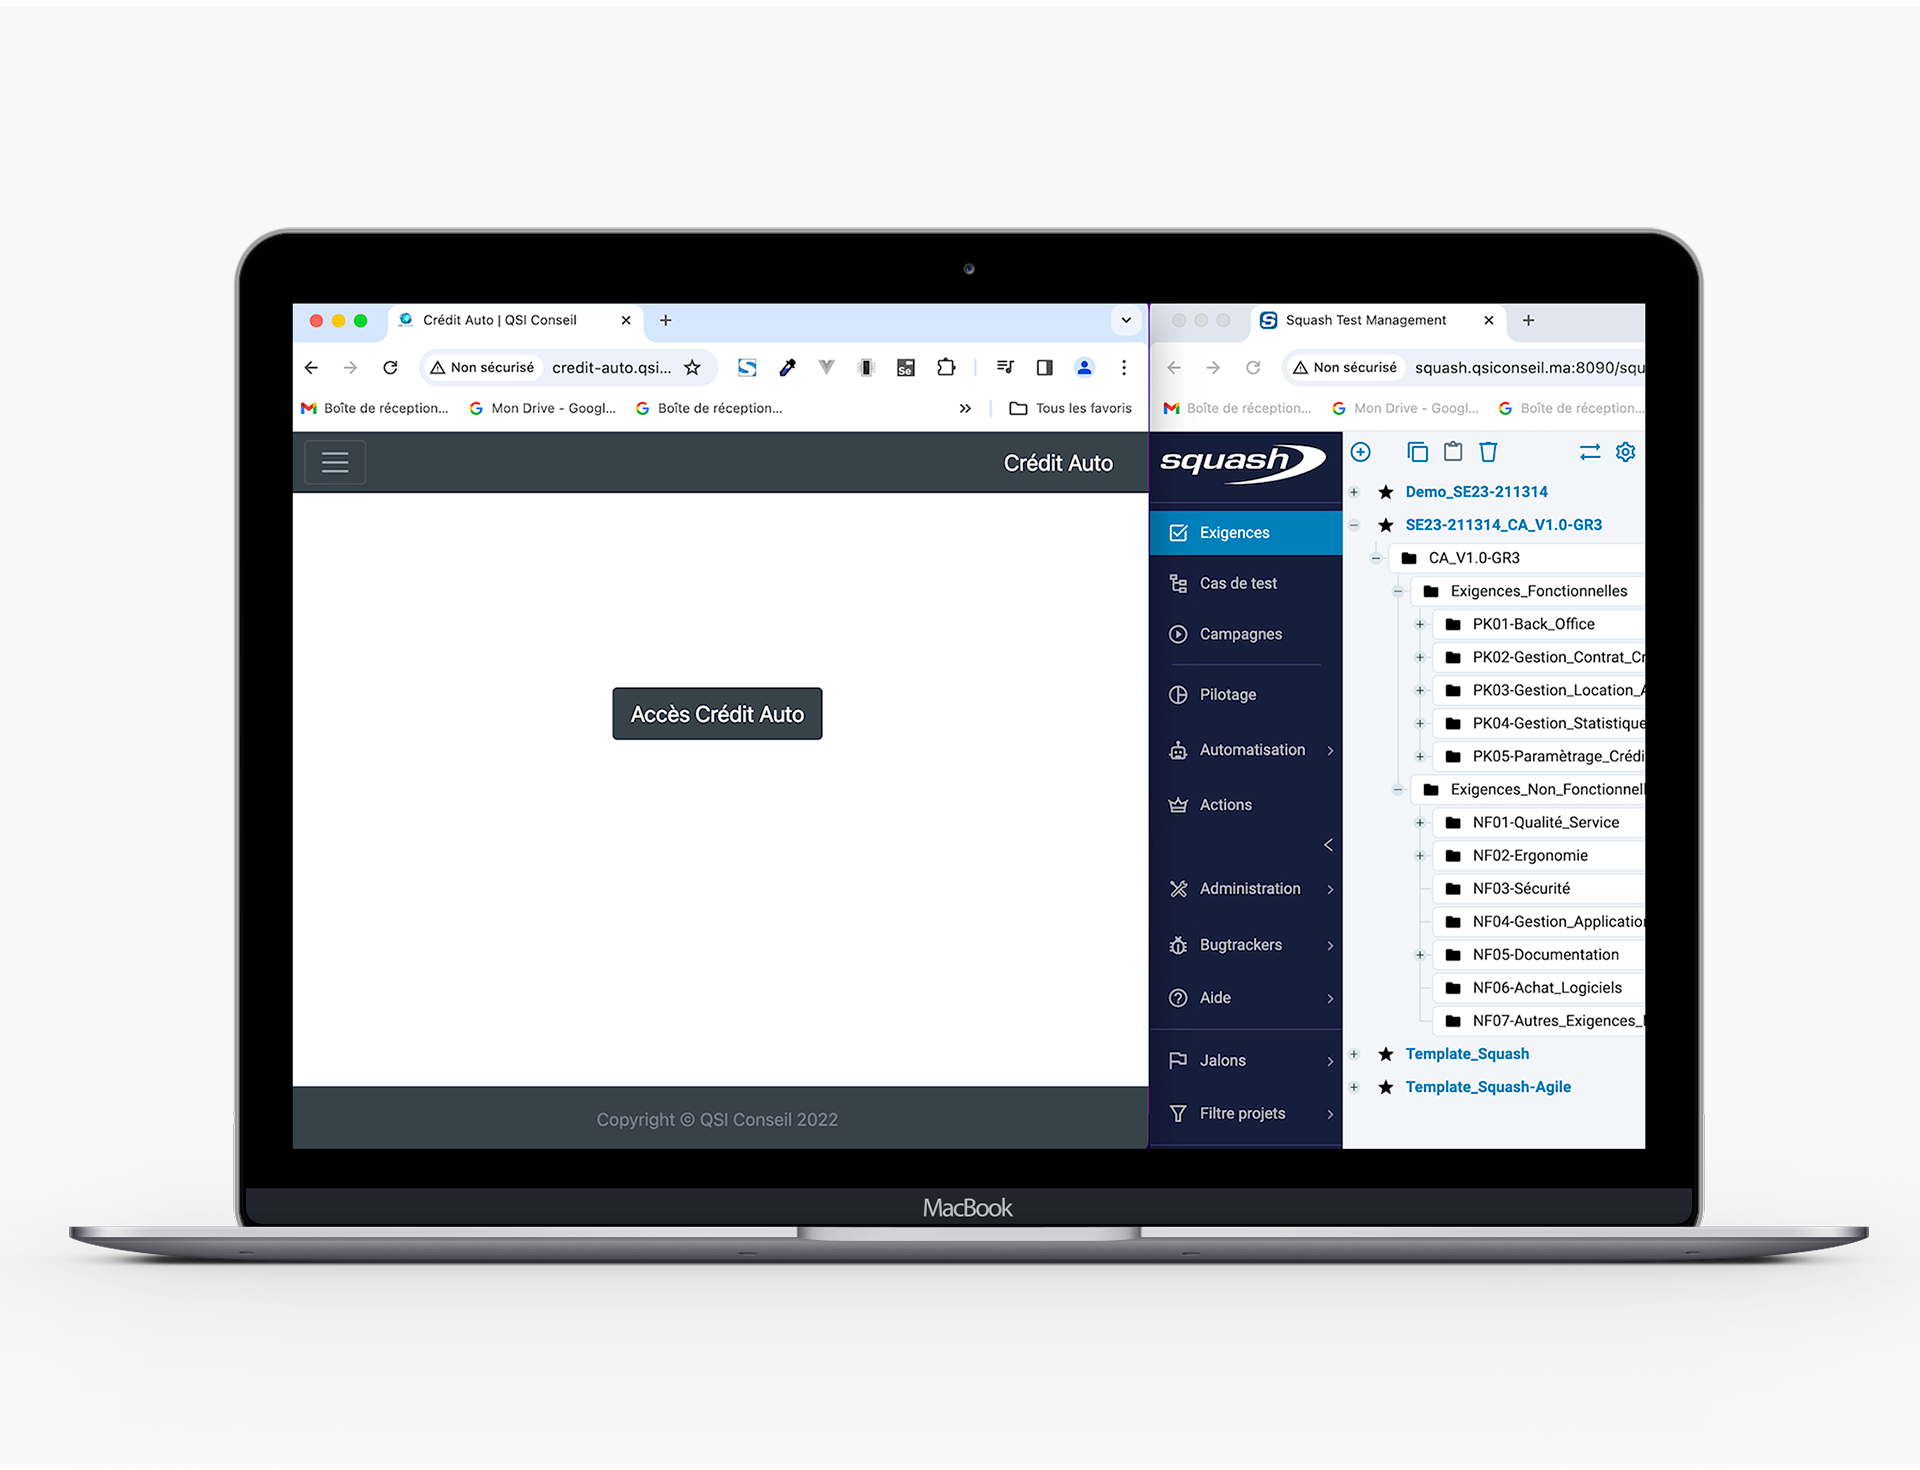 Crédit Auto | QSI Conseil
Non sécurisé
credit-auto.qsi...
Se
Boîte de réception...
Mon Drive - Googl...
Boîte de réception...
Tous les favoris
Crédit Auto
Accès Crédit Auto
Copyright © QSI Conseil 2022
Squash Test Management
Non sécurisé
squash.qsiconseil.ma:8090/squ
Boîte de réception...
Mon Drive - Googl...
Boîte de réception...
squash
Exigences
Cas de test
Campagnes
Pilotage
Automatisation
Actions
Administration
Bugtrackers
Aide
Jalons
Filtre projets
Demo_SE23-211314
SE23-211314_CA_V1.0-GR3
CA_V1.0-GR3
Exigences_Fonctionnelles
PK01-Back_Office
PK02-Gestion_Contrat_Cr
PK03-Gestion_Location_A
PK04-Gestion_Statistique
PK05-Paramètrage_Crédi
Exigences_Non_Fonctionnell
NF01-Qualité_Service
NF02-Ergonomie
NF03-Sécurité
NF04-Gestion_Application
NF05-Documentation
NF06-Achat_Logiciels
NF07-Autres_Exigences_
Template_Squash
Template_Squash-Agile
MacBook